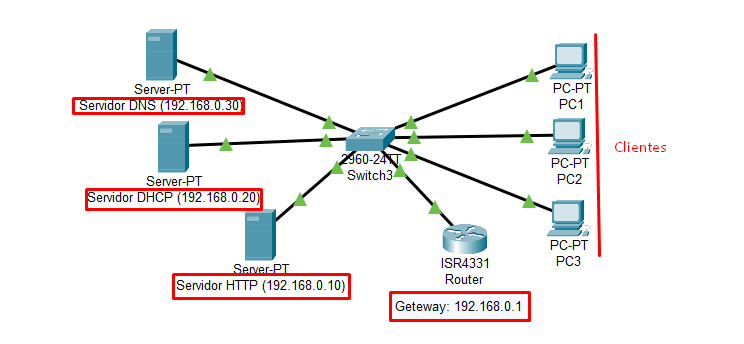 Server-PT
Servidor DNS (192.168.0.30)
Server-PT
Servidor DHCP (192.168.0.20)
Server-PT
Servidor HTTP (192.168.0.10)
2960-24TT
Switch3
ISR4331
Router
Geteway: 192.168.0.1
PC-PT
PC1
PC-PT
PC2
PC-PT
PC3
Clientes